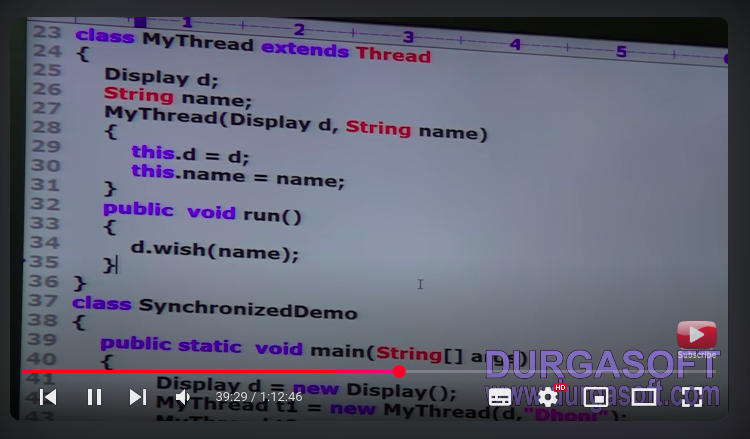 1 2 3 4 5
23 class MyThread extends Thread
24 {
25 Display d;
26 String name;
27 MyThread(Display d, String name)
28 {
29 this.d = d;
30 this.name = name;
31 }
32 public void run()
33 {
34 d.wish(name);
35 }
36 }
37 class SynchronizedDemo
38 {
39 public static void main(String[] args)
40 {
41 Display d = new Display();
42 MyThread t1 = new MyThread(d,"Dhoni");
43
Subscribe
DURGASOFT
www.durgasoft.com
39:29 / 1:12:46
HD